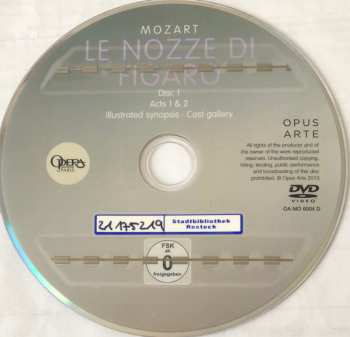 MOZART
LE NOZZE DI
FIGARO
Disc 1
Acts 1 & 2
Illustrated synopsis · Cast gallery
OPERA
PARIS
OPUS
ARTE
All rights of the producer and of
the owner of the work reproduced
reserved. Unauthorised copying,
hiring, lending, public performance
and broadcasting of this disc
prohibited. © Opus Arte 2013.
DVD
VIDEO
OA MO 6004 D
21175219
Stadtbibliothek
Rostock
FSK
ab
0
freigegeben